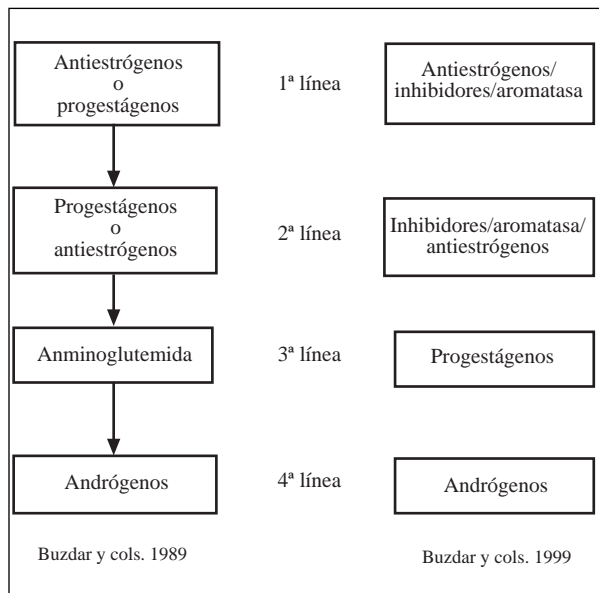 Antiestrógenos
o
progestágenos
1ª línea
Antiestrógenos/
inhibidores/aromatasa
Progestágenos
o
antiestrógenos
2ª línea
Inhibidores/aromatasa/
antiestrógenos
Anminoglutemida
3ª línea
Progestágenos
Andrógenos
4ª línea
Andrógenos
Buzdar y cols. 1989
Buzdar y cols. 1999